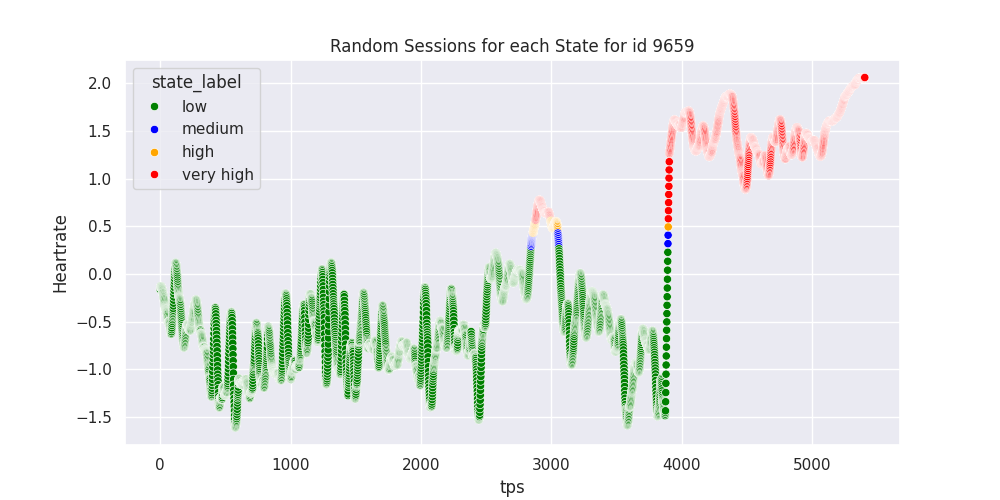 Random Sessions for each State for id 9659
state_label
low
medium
high
very high
Heartrate
2.0
1.5
1.0
0.5
0.0
−0.5
−1.0
−1.5
0 1000 2000 3000 4000 5000
tps